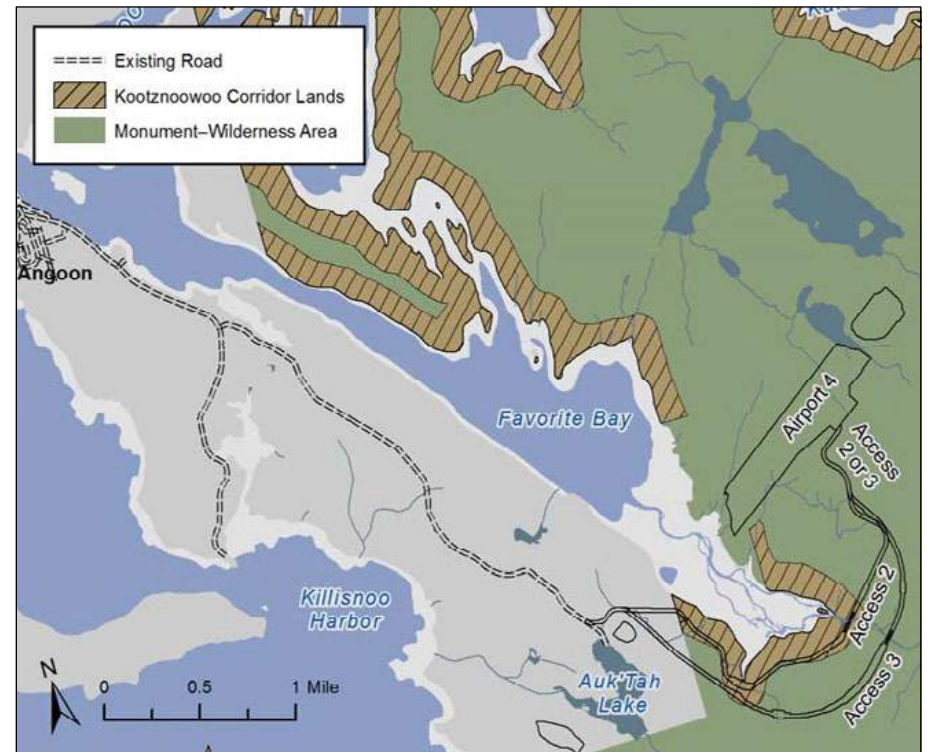 Existing Road
Kootznoowoo Corridor Lands
Monument–Wilderness Area
Angoon
Favorite Bay
Airport 4
Access
2 or 3
Killisnoo
Harbor
Access 2
Access 3
Auk'Tah
Lake
N
0 0.5 1 Mile